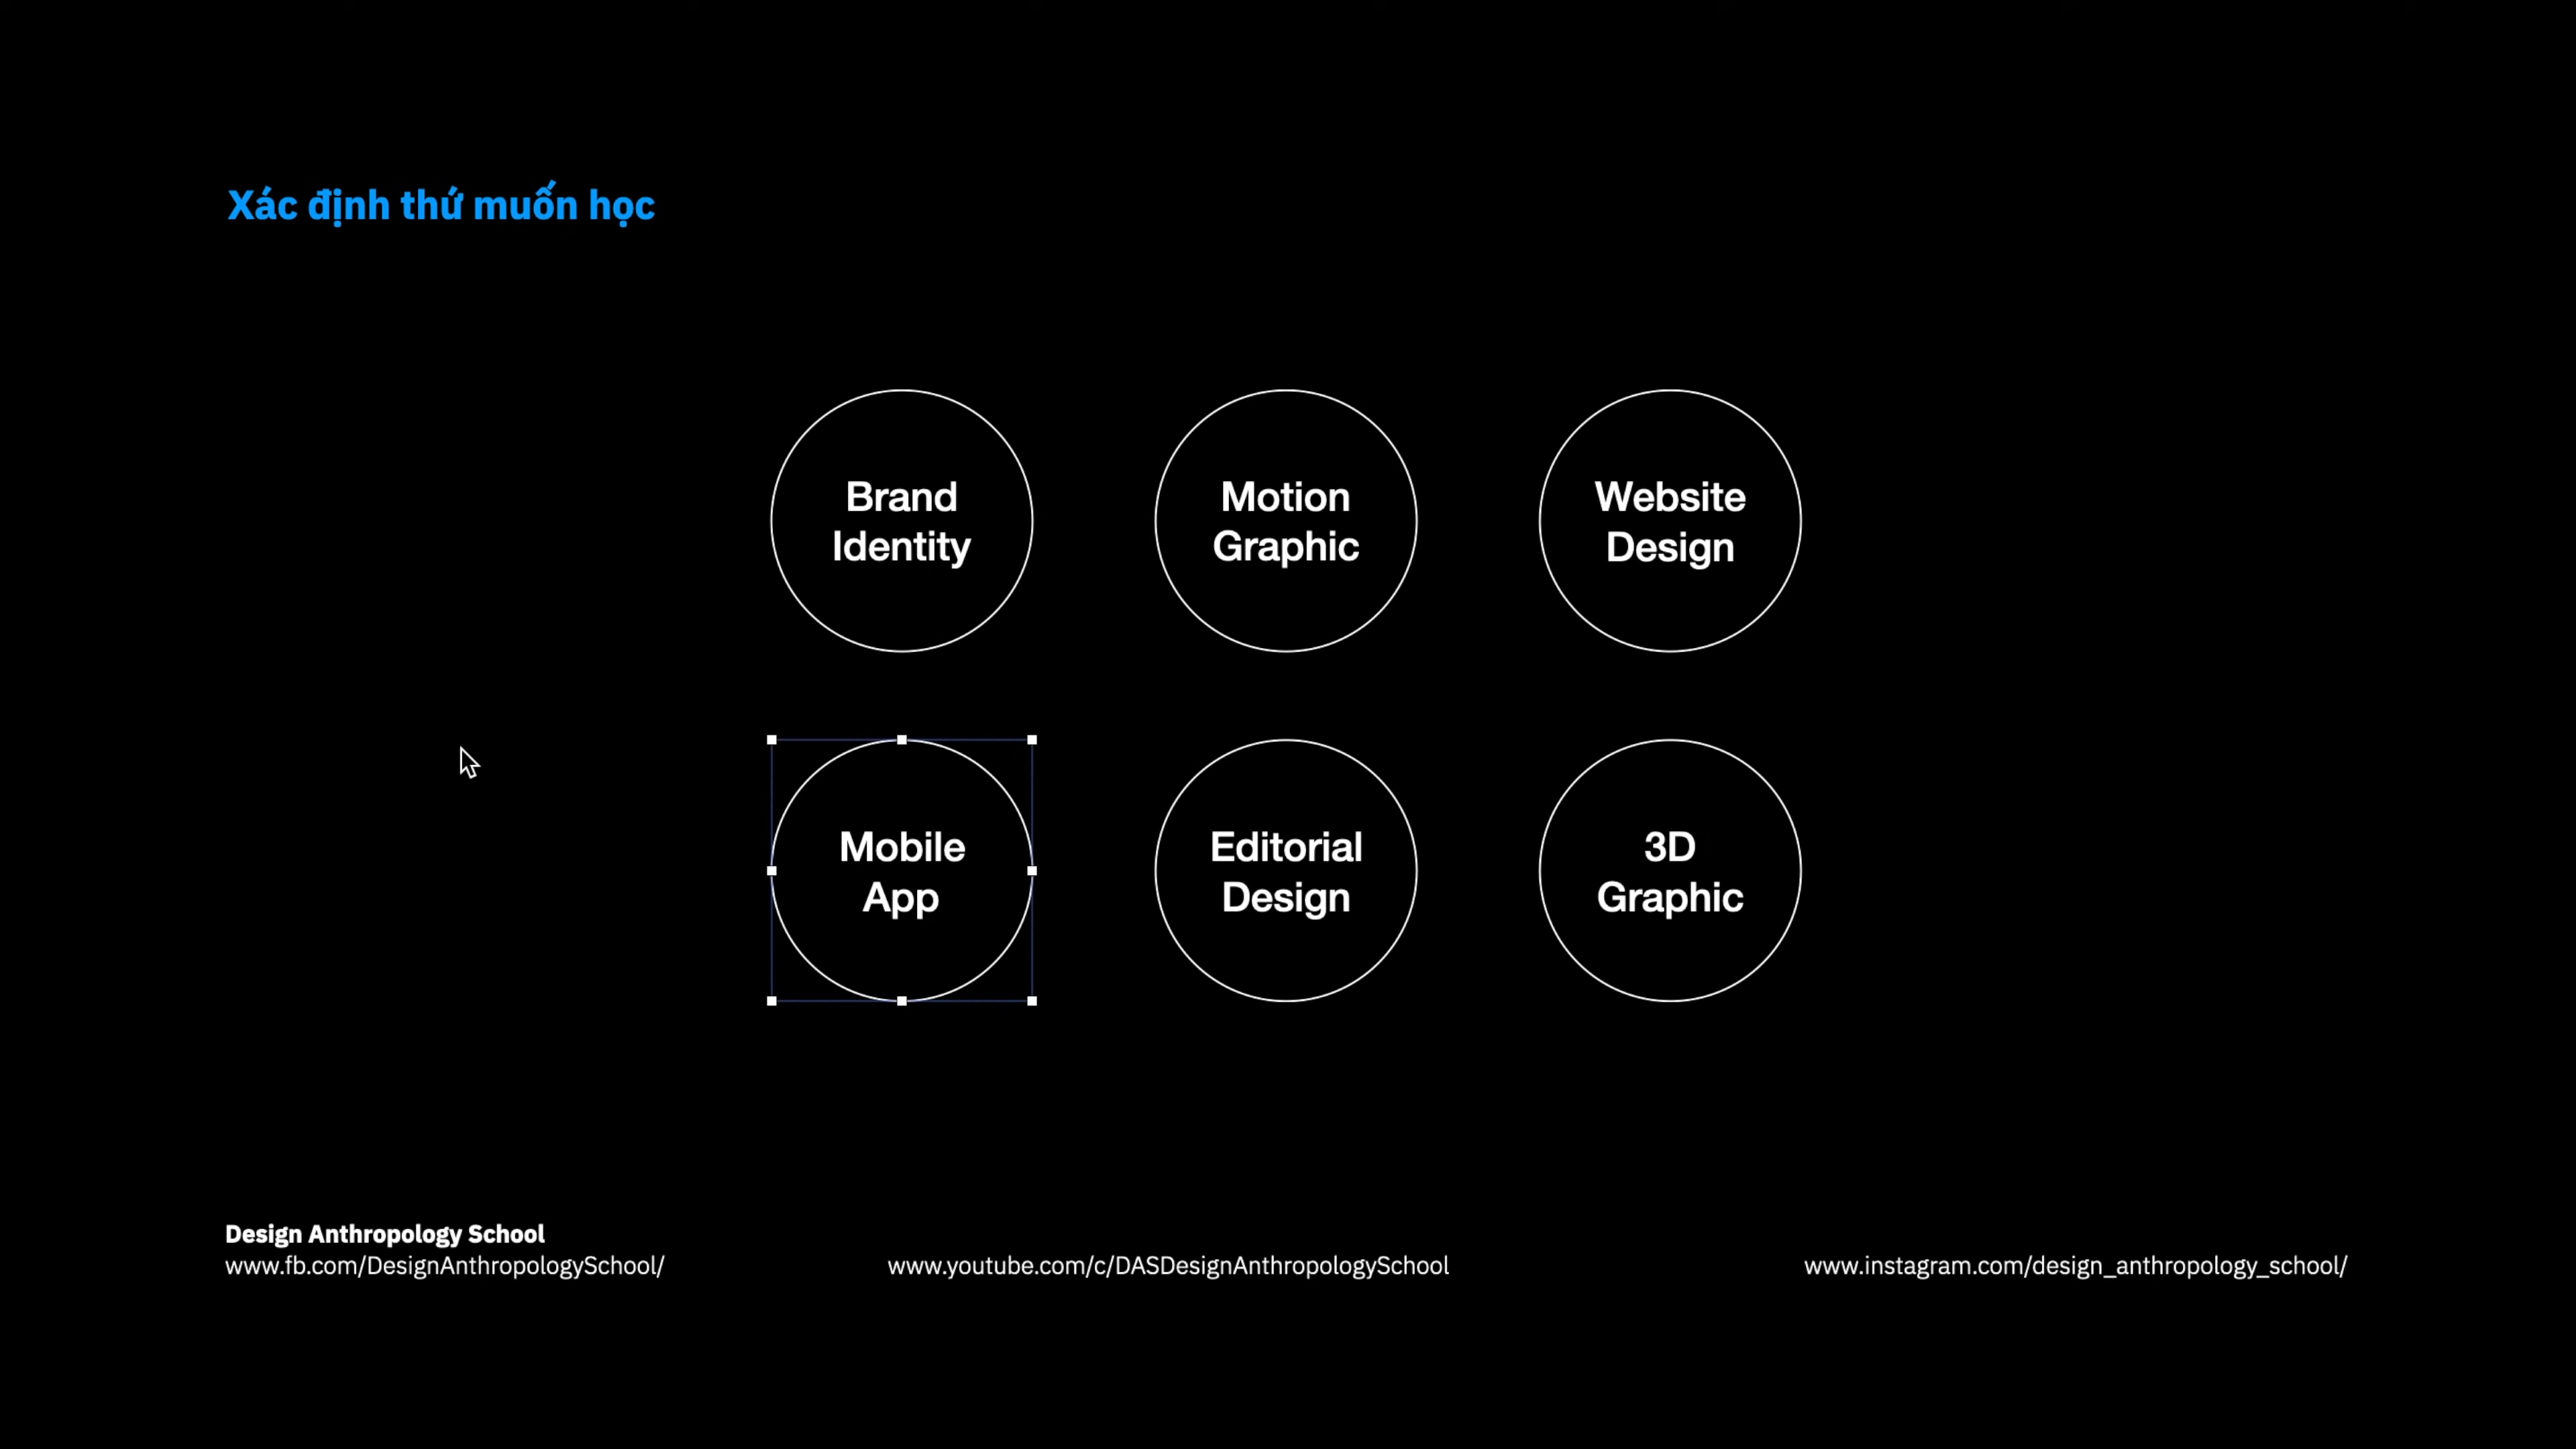 Xác định thứ muốn học
Brand
Identity
Motion
Graphic
Website
Design
Mobile
App
Editorial
Design
3D
Graphic
Design Anthropology School
www.fb.com/DesignAnthropologySchool/
www.youtube.com/c/DASDesignAnthropologySchool
www.instagram.com/design_anthropology_school/